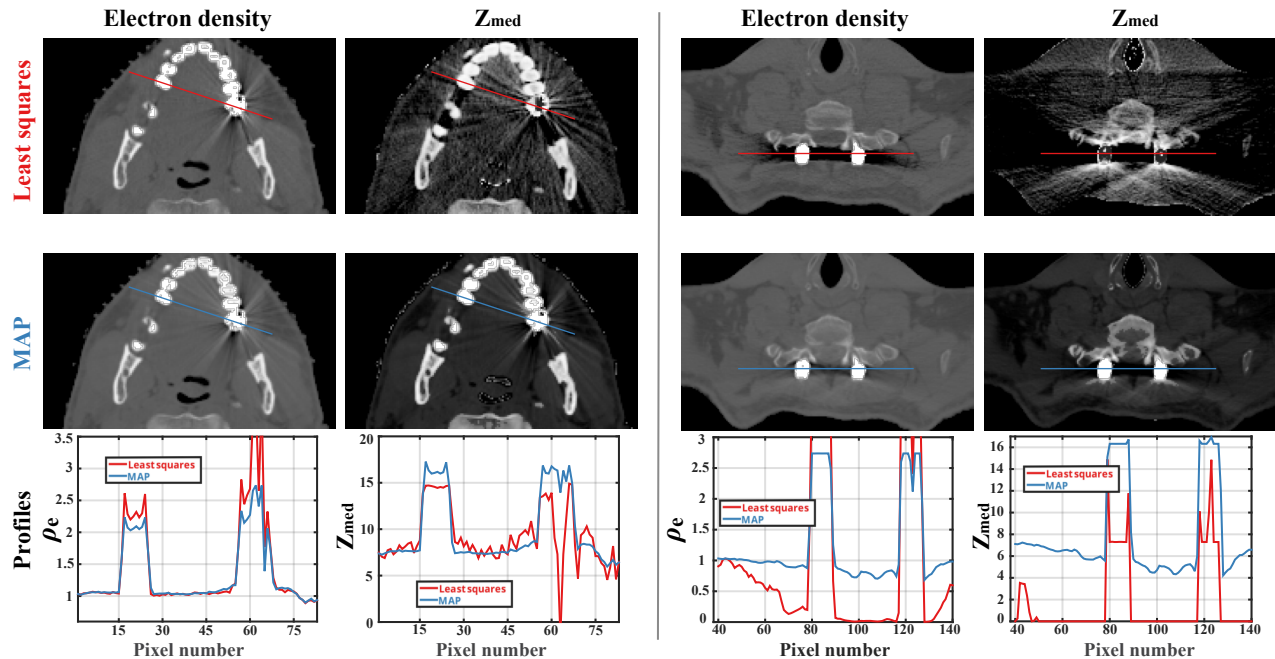 Electron density
Z_med
Electron density
Z_med
Least squares
MAP
Profiles
ρe
3.5
3
2.5
2
1.5
1
15
30
45
60
75
Pixel number
Least squares
MAP
Z_med
20
15
10
5
0
15
30
45
60
75
Pixel number
Least squares
MAP
ρe
3
2.5
2
1.5
1
0.5
0
40
60
80
100
120
140
Pixel number
Least squares
MAP
Z_med
16
14
12
10
8
6
4
2
0
40
60
80
100
120
140
Pixel number
Least squares
MAP